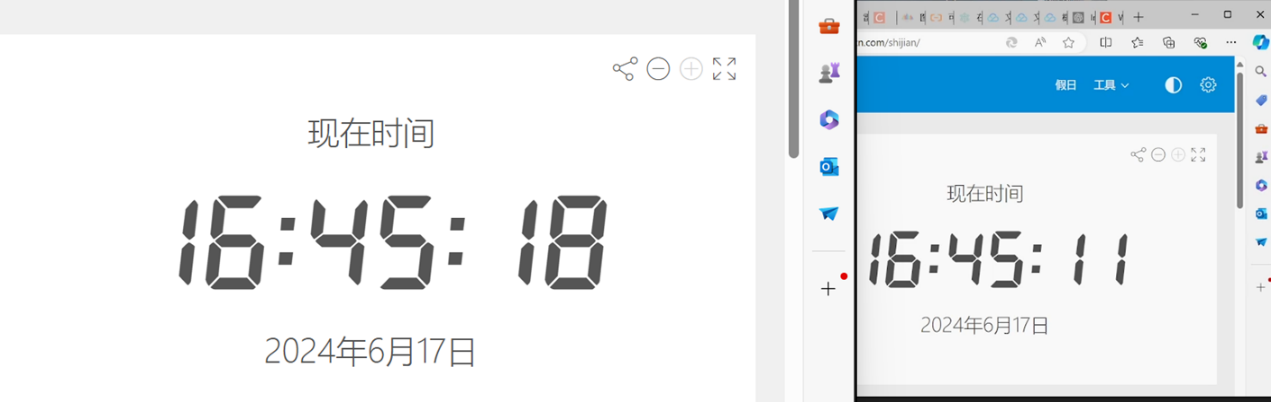 现在时间
16:45:18
2024年6月17日
cn.com/shijian/
假日 工具
现在时间
16:45:11
2024年6月17日